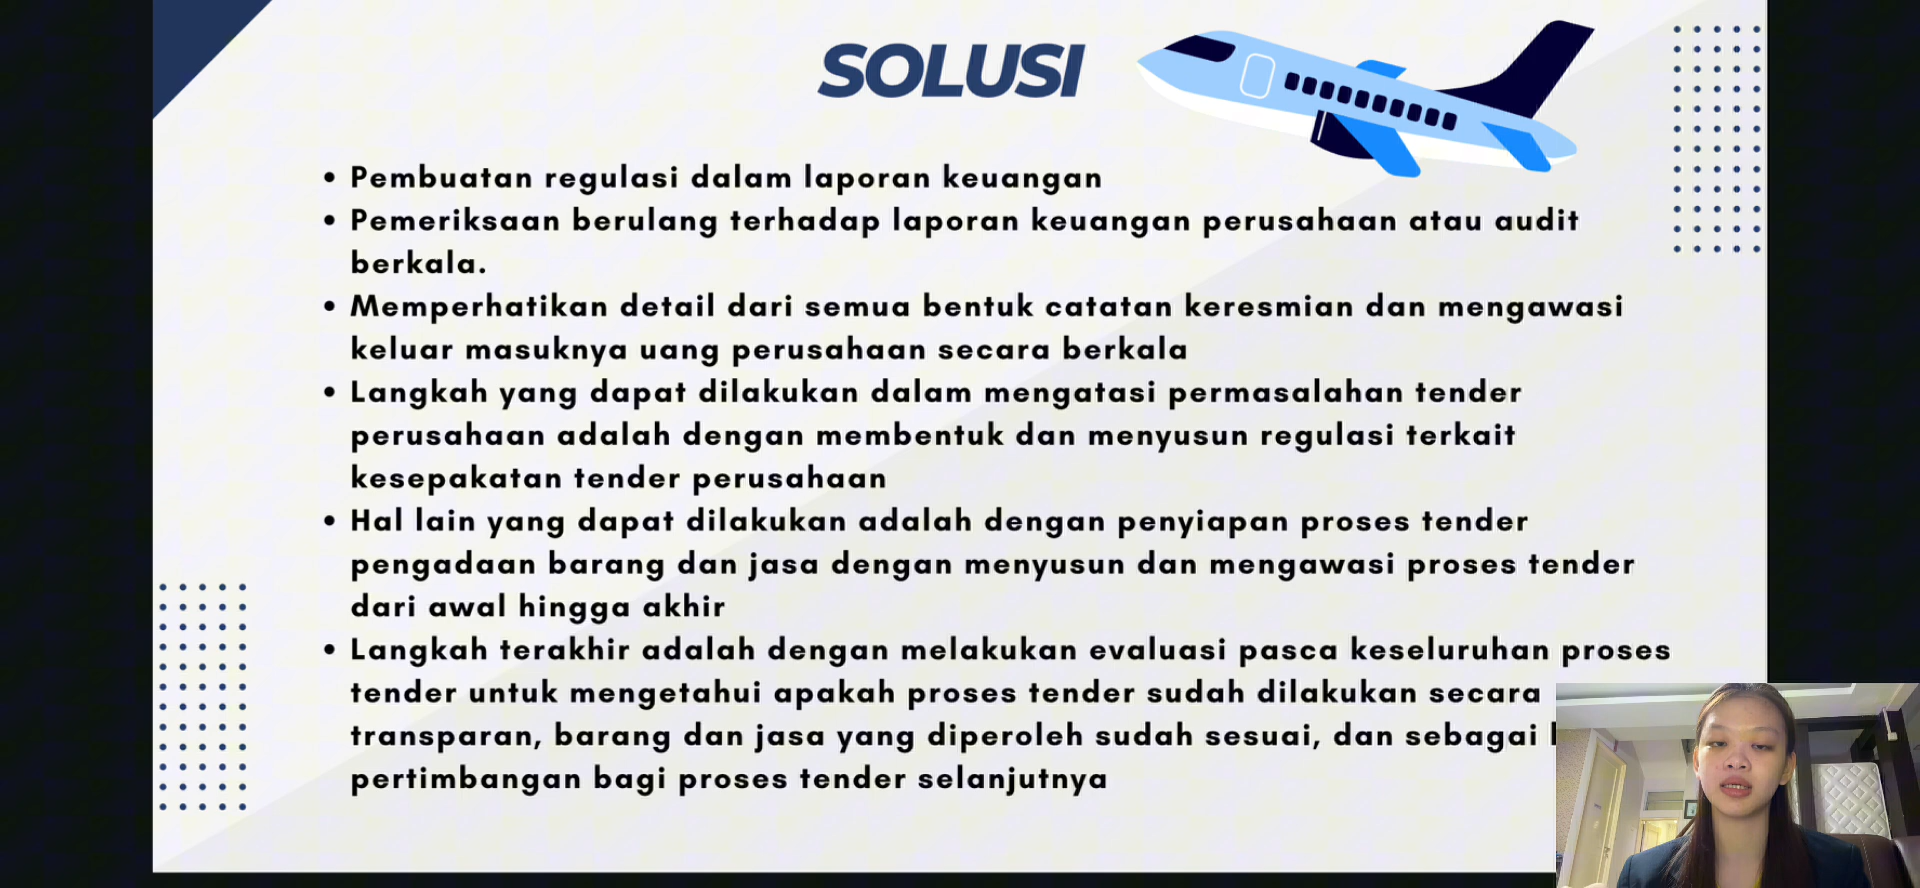 SOLUSI
• Pembuatan regulasi dalam laporan keuangan
• Pemeriksaan berulang terhadap laporan keuangan perusahaan atau audit
berkala.
• Memperhatikan detail dari semua bentuk catatan keresmian dan mengawasi
keluar masuknya uang perusahaan secara berkala
• Langkah yang dapat dilakukan dalam mengatasi permasalahan tender
perusahaan adalah dengan membentuk dan menyusun regulasi terkait
kesepakatan tender perusahaan
• Hal lain yang dapat dilakukan adalah dengan penyiapan proses tender
pengadaan barang dan jasa dengan menyusun dan mengawasi proses tender
dari awal hingga akhir
• Langkah terakhir adalah dengan melakukan evaluasi pasca keseluruhan proses
tender untuk mengetahui apakah proses tender sudah dilakukan secara
transparan, barang dan jasa yang diperoleh sudah sesuai, dan sebagai
pertimbangan bagi proses tender selanjutnya